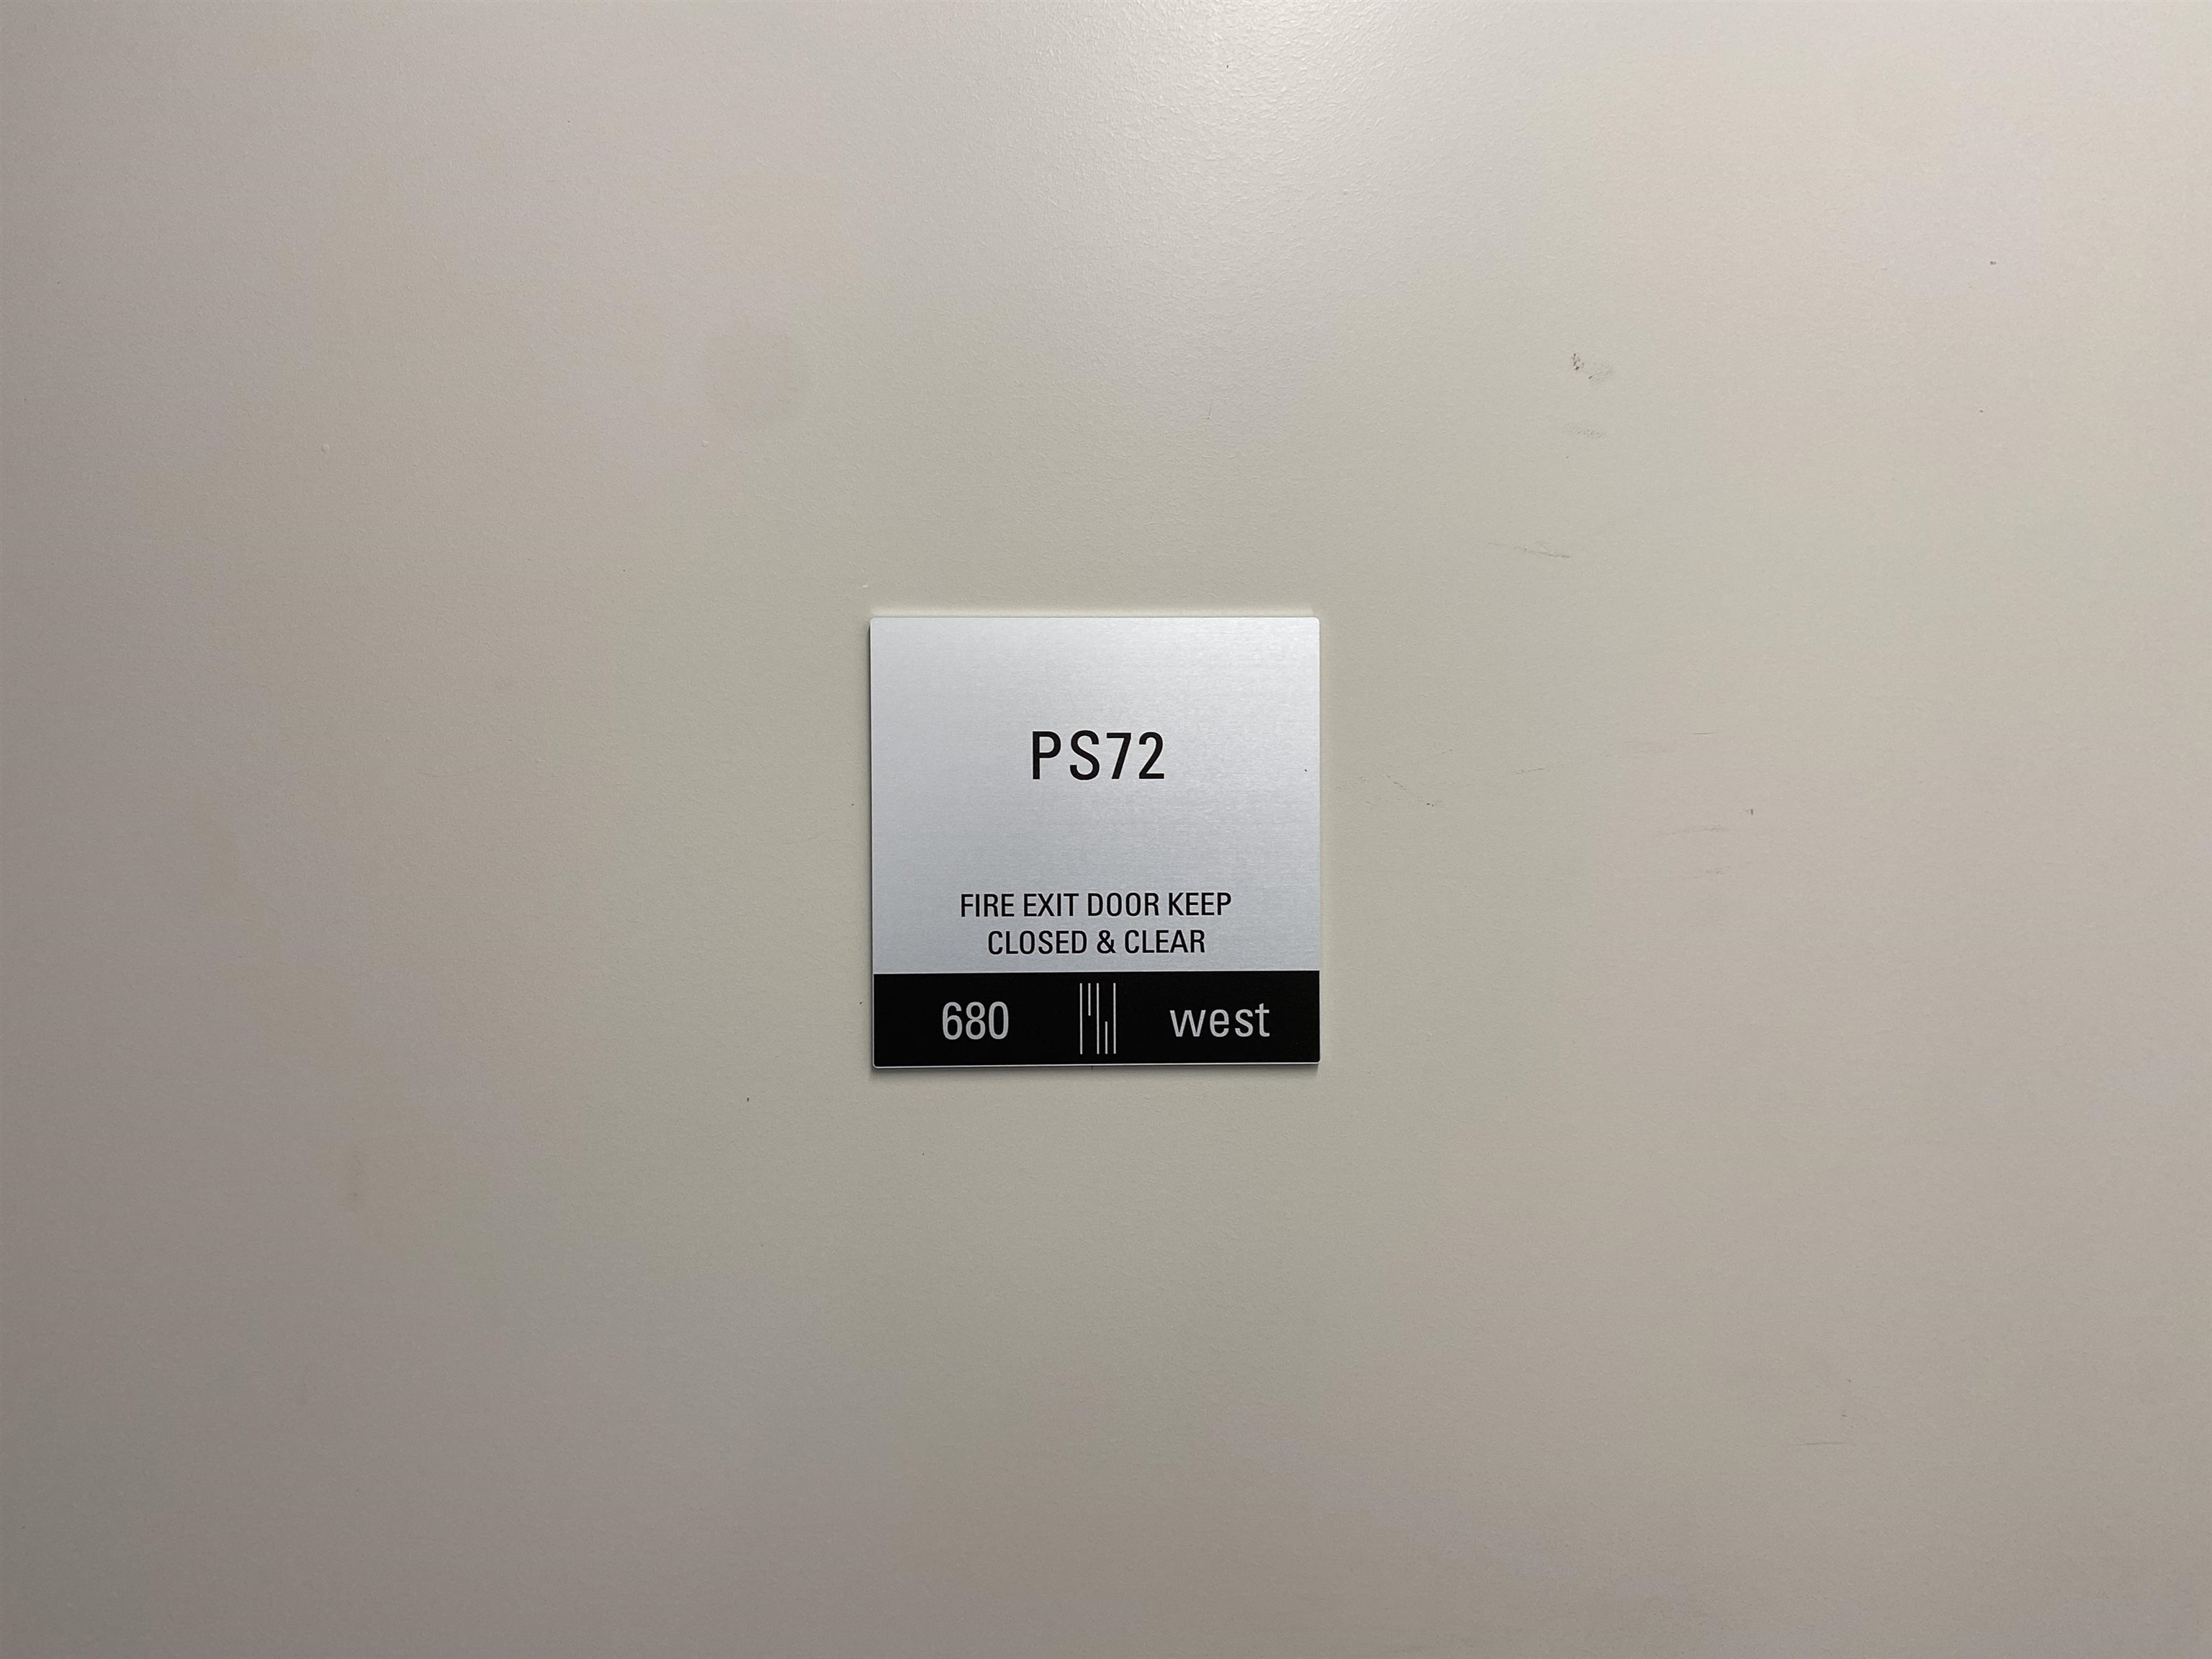 PS72
FIRE EXIT DOOR KEEP
CLOSED & CLEAR
680 west